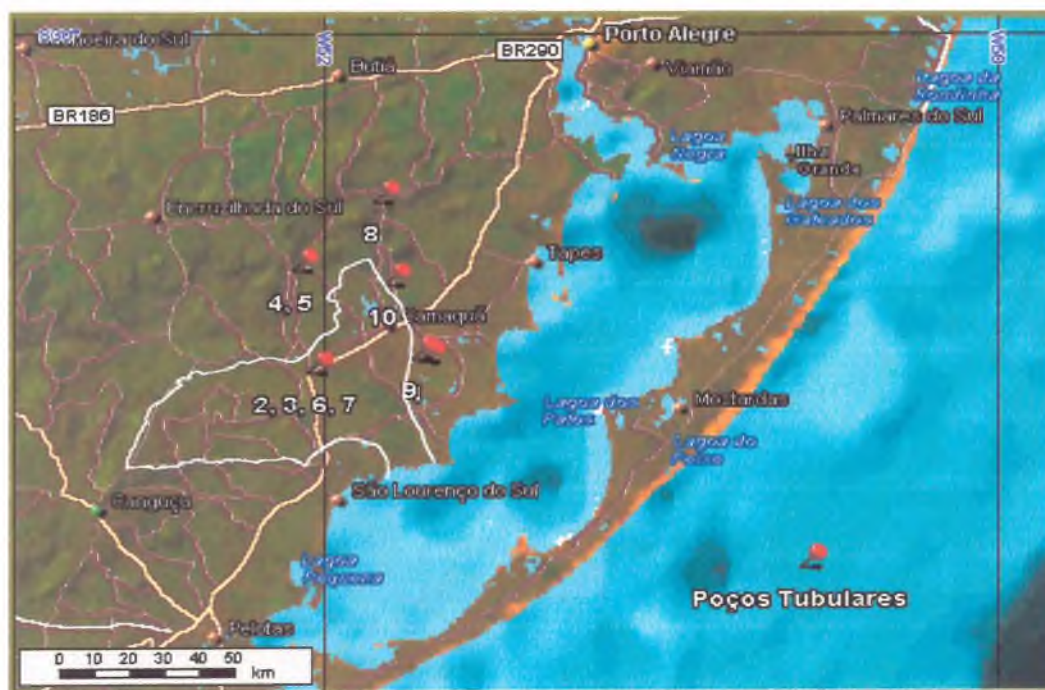 BR290
Porto Alegre
Butiá
Viamão
BR186
Palmares do Sul
Lagoa
Negra
Ilha
Grande
Encruzilhada do Sul
8
Tapes
4, 5
10
Camaquã
9
2, 3, 6, 7
Lagoa dos
Patos
Mostardas
Lagoa do
Peixe
São Lourenço do Sul
Canguçu
Lagoa
Pequena
Poços Tubulares
Pelotas
0 10 20 30 40 50
km